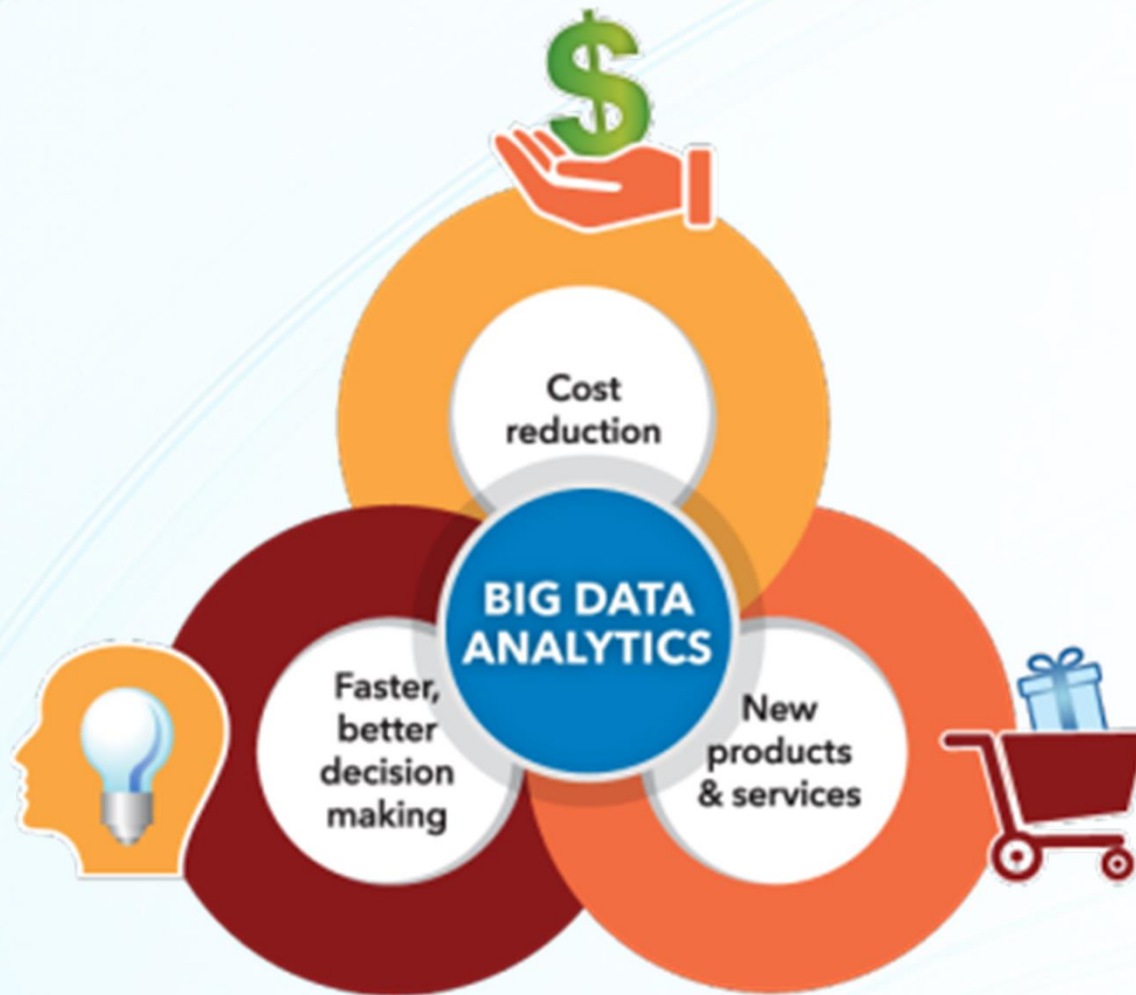 Cost
reduction
BIG DATA
ANALYTICS
Faster,
better
decision
making
New
products
& services